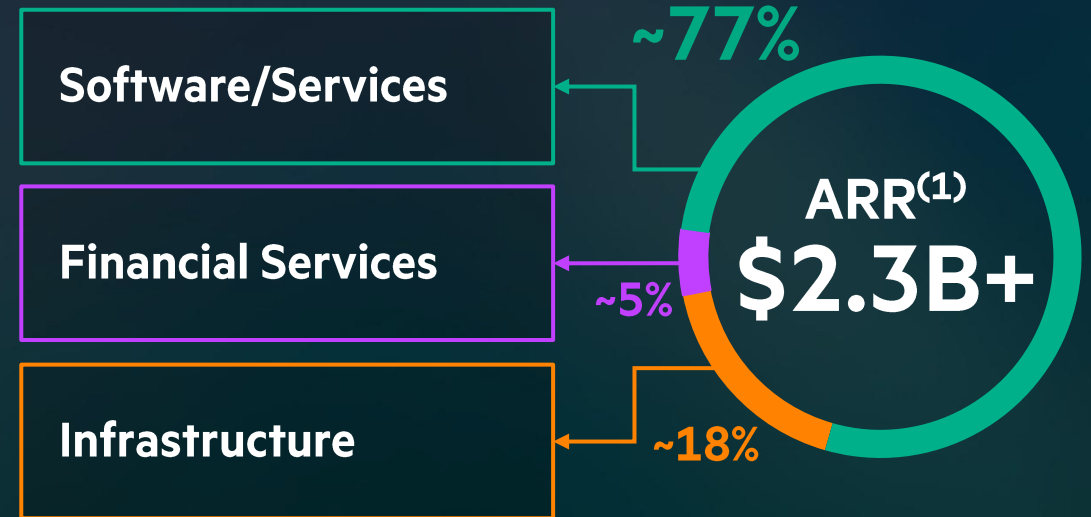 ~77%
Software/Services
ARR(1)
$2.3B+
Financial Services
~5%
Infrastructure
~18%